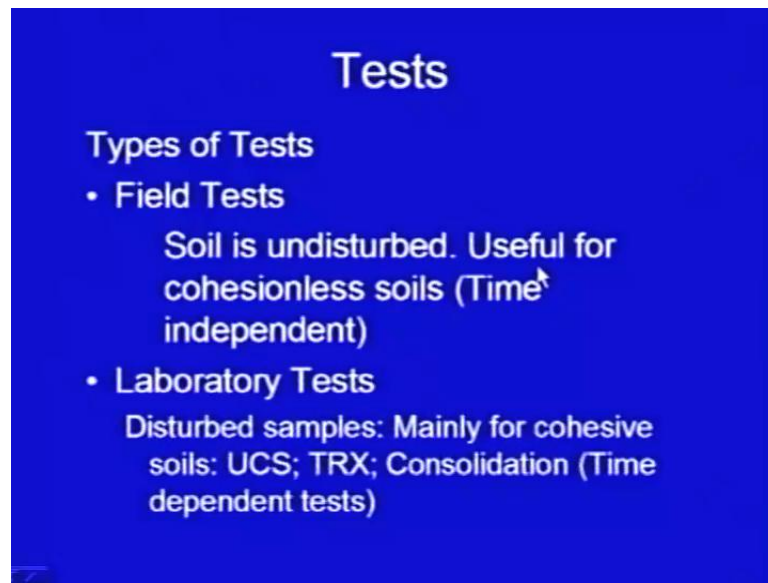 Tests
Types of Tests
• Field Tests
Soil is undisturbed. Useful for
cohesionless soils (Time
independent)
• Laboratory Tests
Disturbed samples: Mainly for cohesive
soils: UCS; TRX; Consolidation (Time
dependent tests)